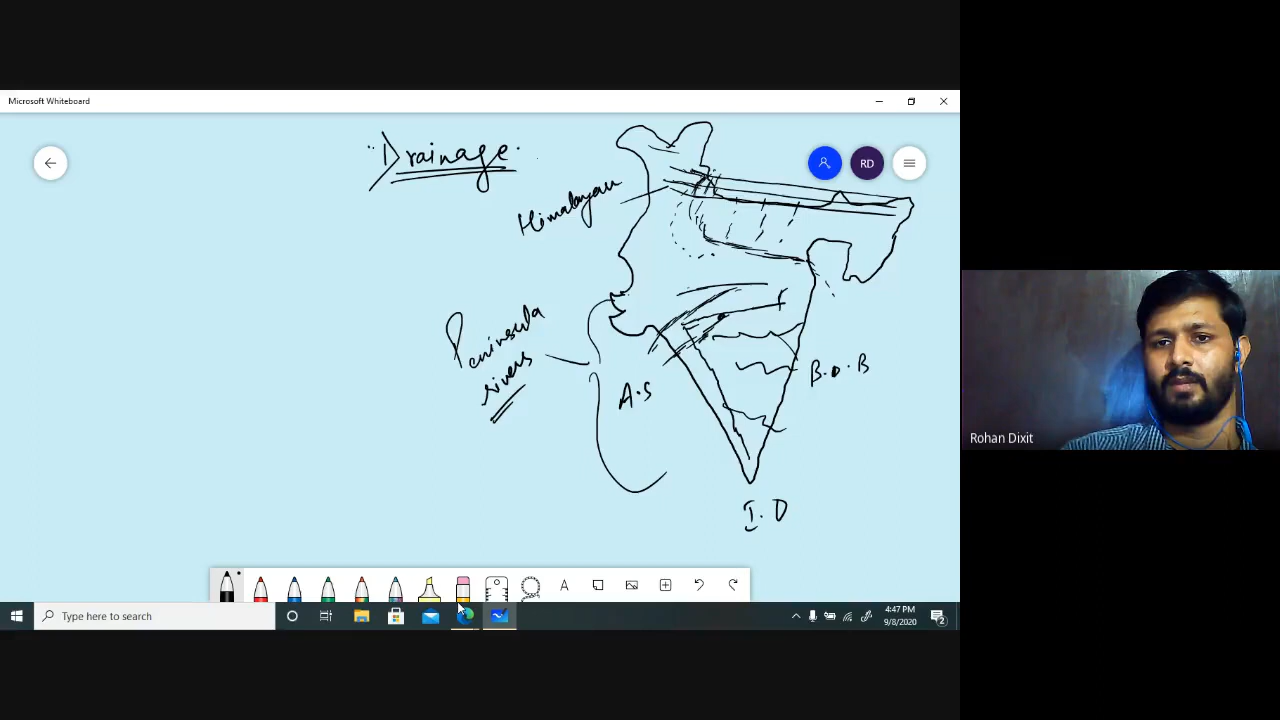 Microsoft Whiteboard
Drainage
RD
Himalayan
Peninsula
rivers
A.S
B.O.B
I.O
Rohan Dixit
A
Type here to search
4:47 PM
9/8/2020
2